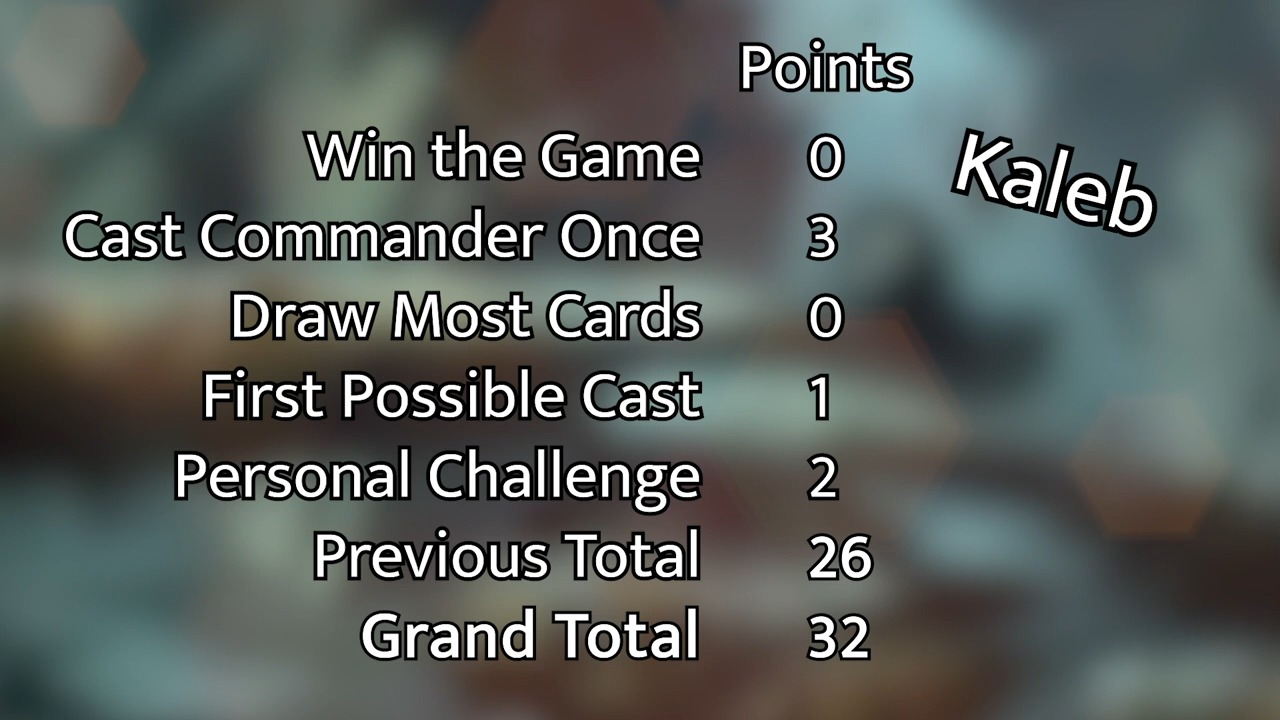 Points
Win the Game 0
Kaleb
Cast Commander Once 3
Draw Most Cards 0
First Possible Cast 1
Personal Challenge 2
Previous Total 26
Grand Total 32